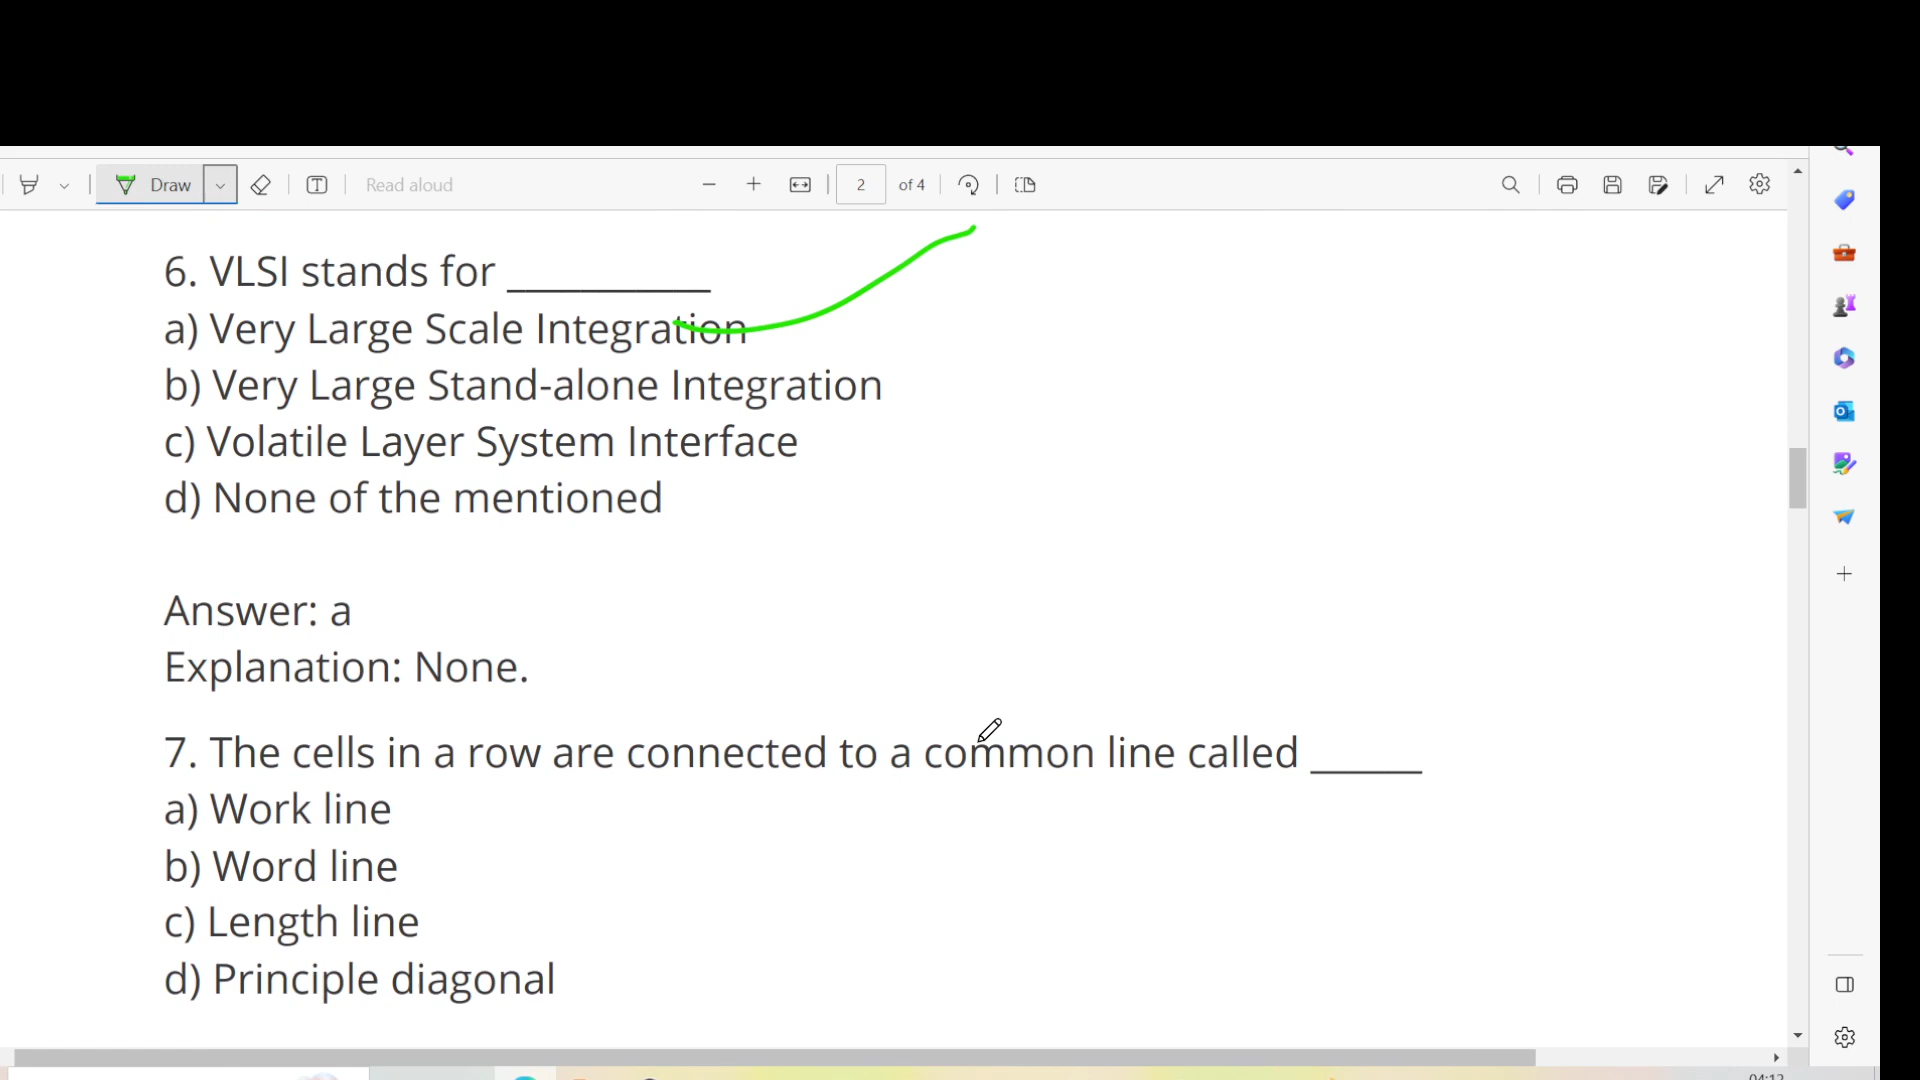 Draw
Read aloud
2 of 4
6. VLSI stands for ___________
a) Very Large Scale Integration
b) Very Large Stand-alone Integration
c) Volatile Layer System Interface
d) None of the mentioned
Answer: a
Explanation: None.
7. The cells in a row are connected to a common line called ______
a) Work line
b) Word line
c) Length line
d) Principle diagonal